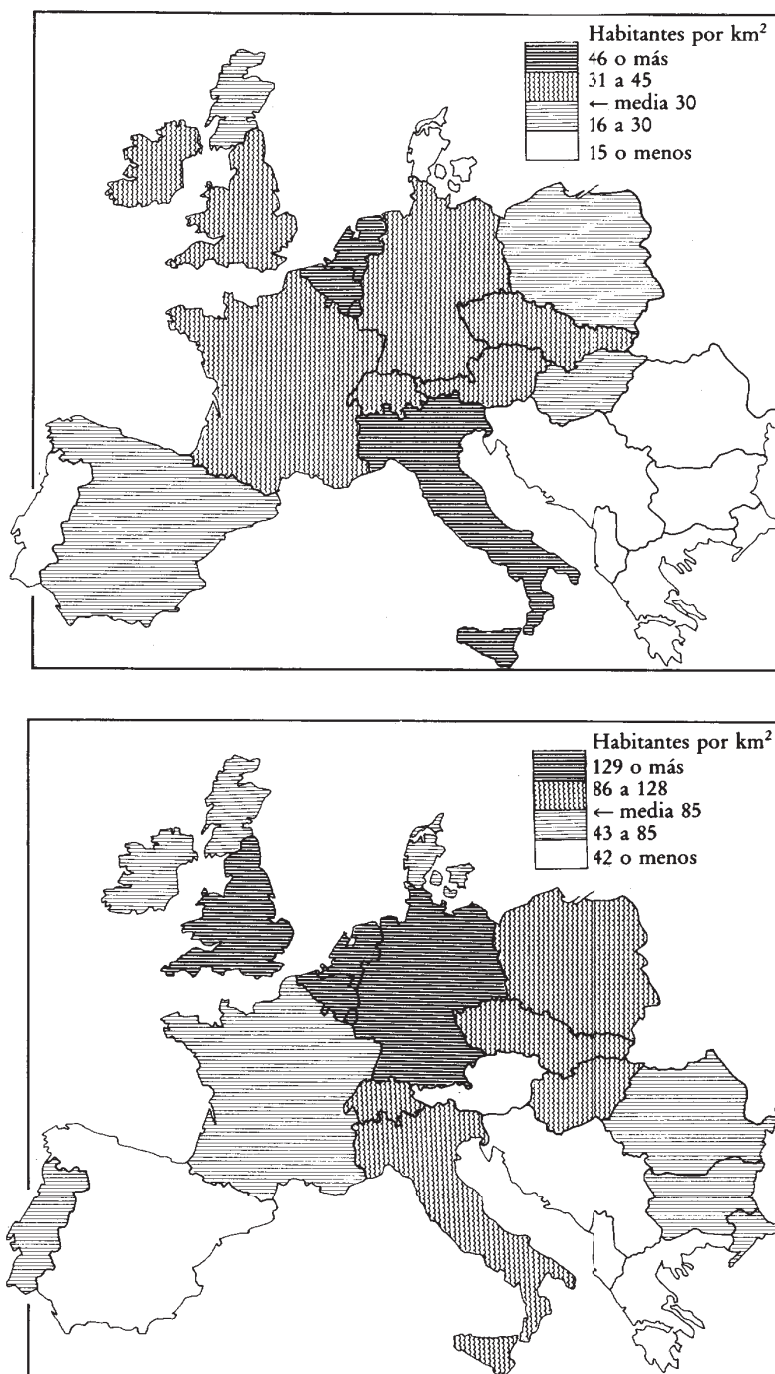 Habitantes por km²
46 o más
31 a 45
← media 30
16 a 30
15 o menos
Habitantes por km²
129 o más
86 a 128
← media 85
43 a 85
42 o menos